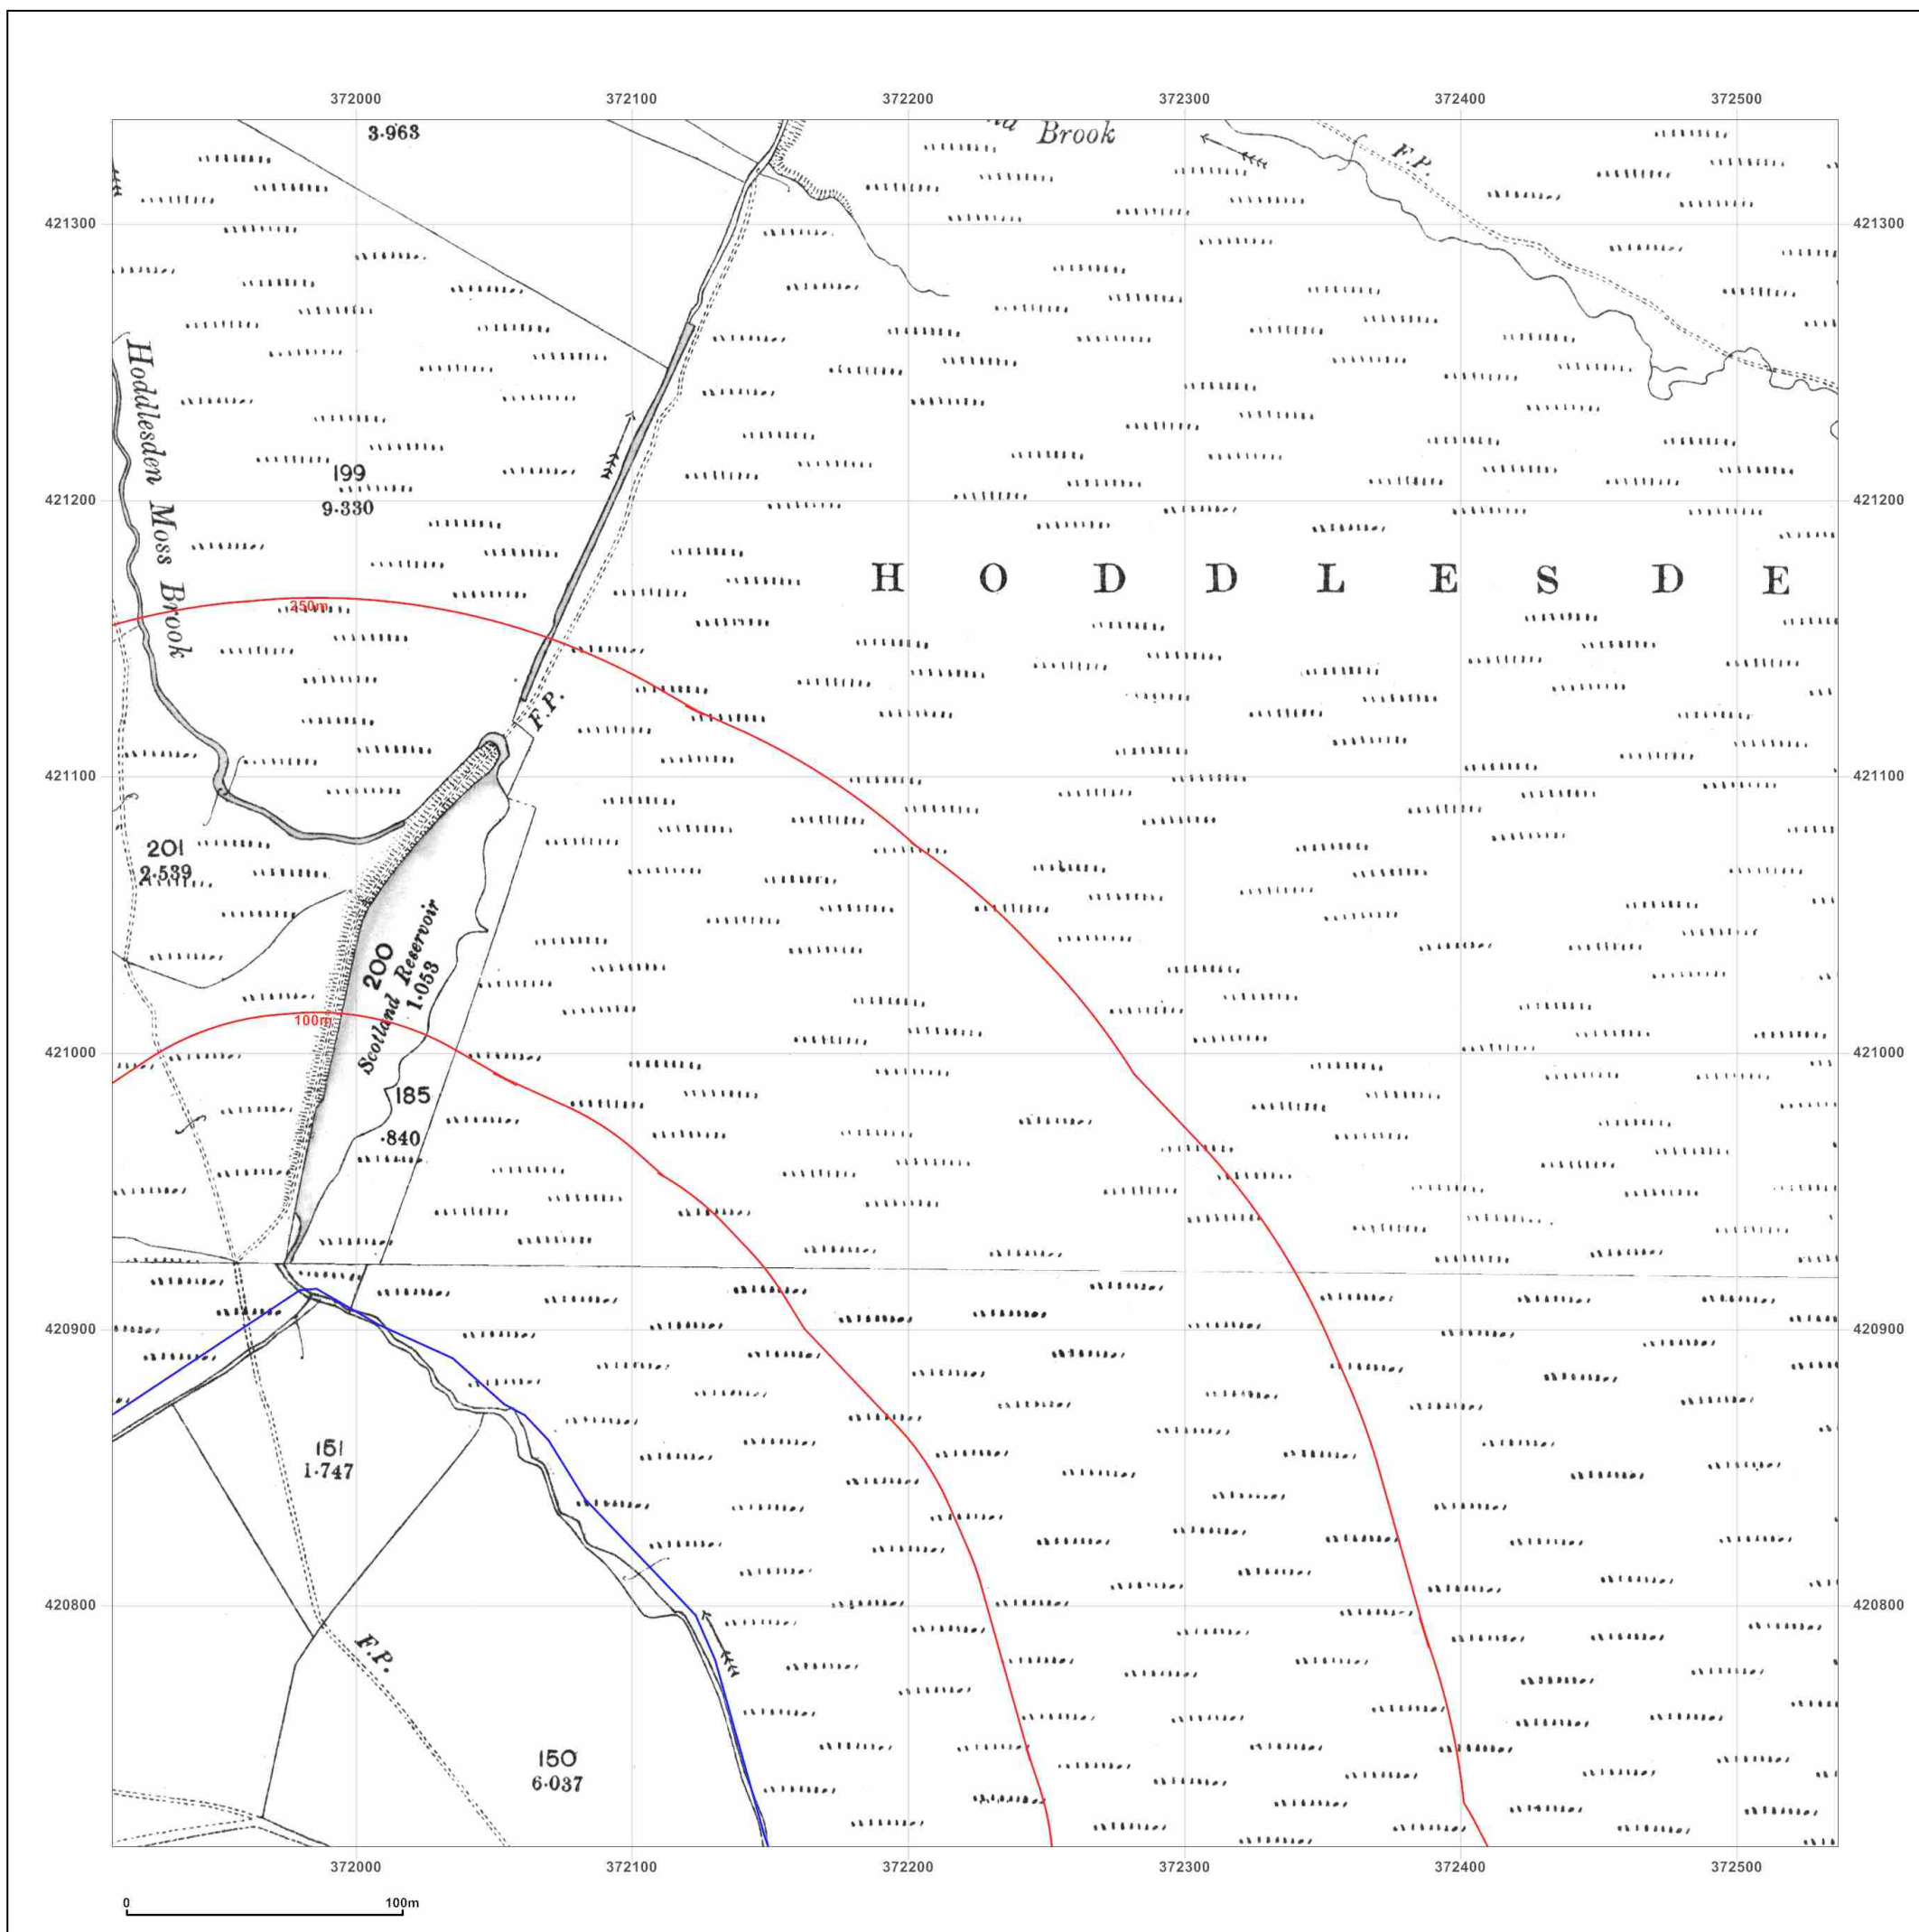 372000 372100 372200 372300 372400 372500
3·963
Brook
F.P.
421300 421300
Hoddlesden Moss Brook
199
9·330
421200 421200
H O D D L E S D E
250m
F.P.
421100 421100
201
2·539
200
Scotland Reservoir
1·053
100m
421000 421000
185
·840
420900 420900
151
1·747
420800 420800
F.P.
150
6·037
372000 372100 372200 372300 372400 372500
0 100m